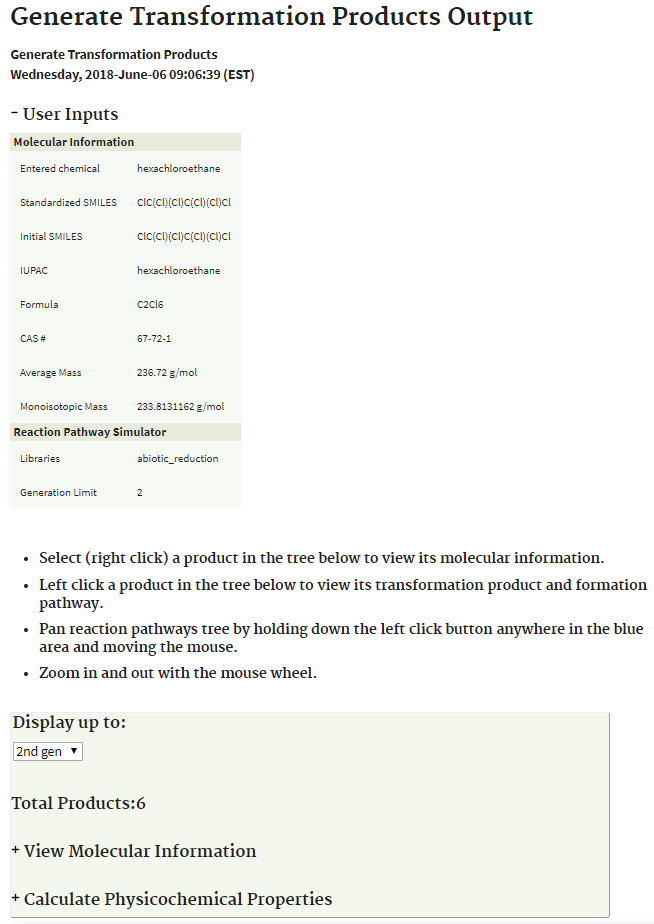 Generate Transformation Products Output
Generate Transformation Products
Wednesday, 2018-June-06 09:06:39 (EST)
- User Inputs
Molecular Information
Entered chemical hexachloroethane
Standardized SMILES ClC(Cl)(Cl)C(Cl)(Cl)Cl
Initial SMILES ClC(Cl)(Cl)C(Cl)(Cl)Cl
IUPAC hexachloroethane
Formula C2Cl6
CAS # 67-72-1
Average Mass 236.72 g/mol
Monoisotopic Mass 233.8131162 g/mol
Reaction Pathway Simulator
Libraries abiotic_reduction
Generation Limit 2
• Select (right click) a product in the tree below to view its molecular information.
• Left click a product in the tree below to view its transformation product and formation
pathway.
• Pan reaction pathways tree by holding down the left click button anywhere in the blue
area and moving the mouse.
• Zoom in and out with the mouse wheel.
Display up to:
2nd gen ▼
Total Products:6
+ View Molecular Information
+ Calculate Physicochemical Properties